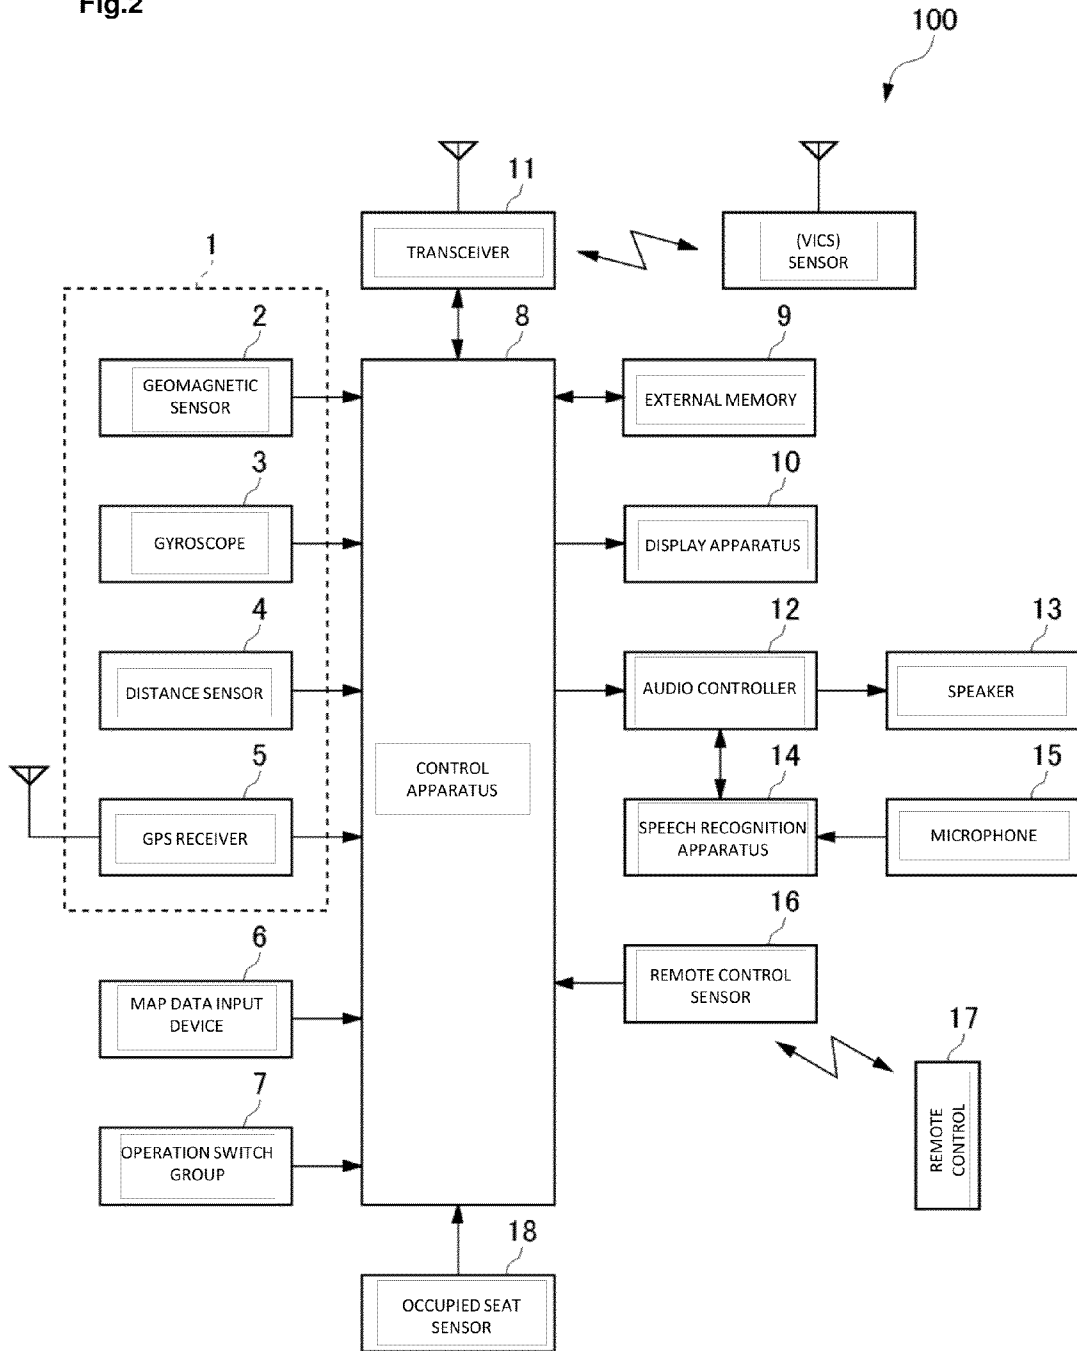 Fig.2
100
11
TRANSCEIVER
(VICS)
SENSOR
1
2
GEOMAGNETIC
SENSOR
8
9
EXTERNAL MEMORY
3
GYROSCOPE
10
DISPLAY APPARATUS
4
DISTANCE SENSOR
12
AUDIO CONTROLLER
13
SPEAKER
CONTROL
APPARATUS
5
GPS RECEIVER
14
SPEECH RECOGNITION
APPARATUS
15
MICROPHONE
6
MAP DATA INPUT
DEVICE
16
REMOTE CONTROL
SENSOR
17
REMOTE
CONTROL
7
OPERATION SWITCH
GROUP
18
OCCUPIED SEAT
SENSOR